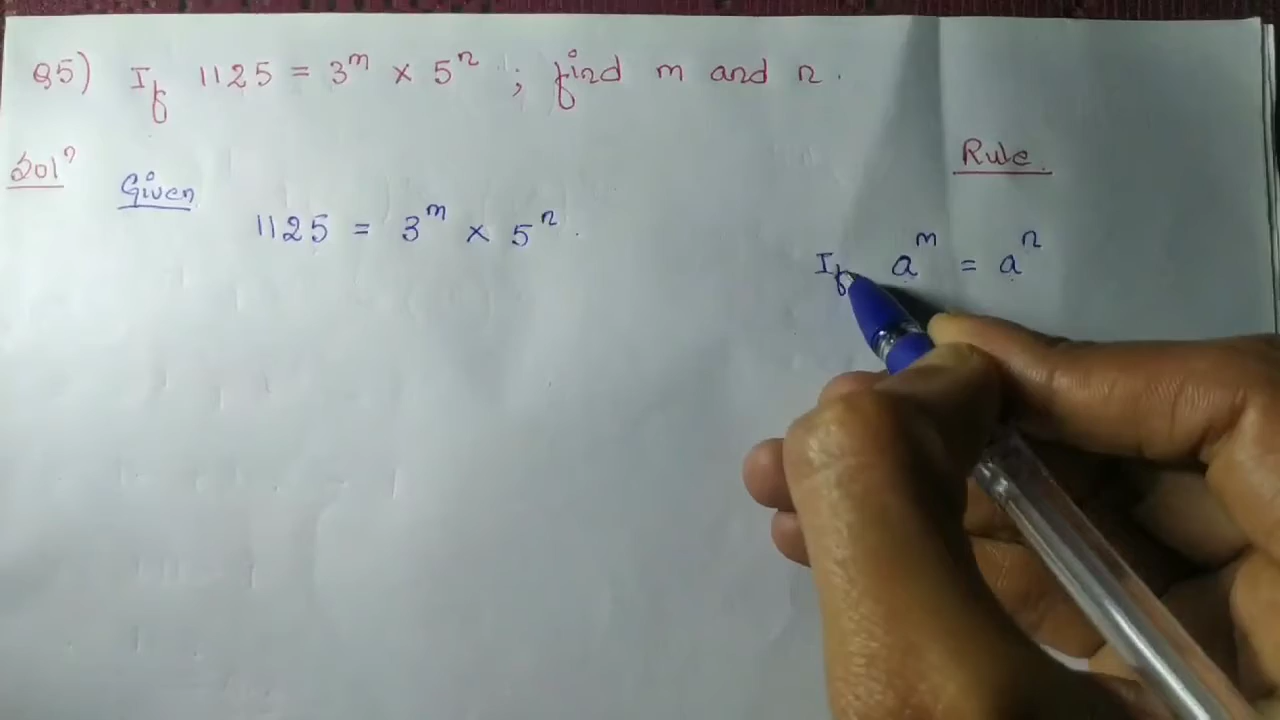 Q5) If 1125 = 3^m × 5^n ; find m and n.
Rule.
Sol^n
Given
1125 = 3^m × 5^n.
If a^m = a^n